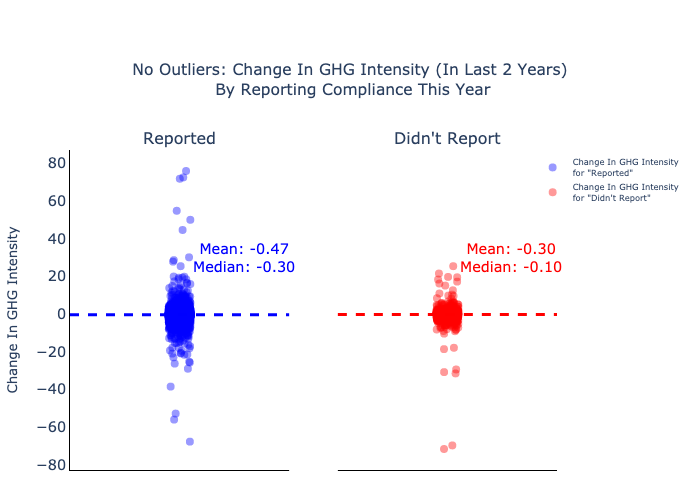 No Outliers: Change In GHG Intensity (In Last 2 Years)
By Reporting Compliance This Year
Reported
Didn't Report
Change In GHG Intensity
for "Reported"
Change In GHG Intensity
for "Didn't Report"
Mean: -0.47
Median: -0.30
Mean: -0.30
Median: -0.10
Change In GHG Intensity
80
60
40
20
0
−20
−40
−60
−80